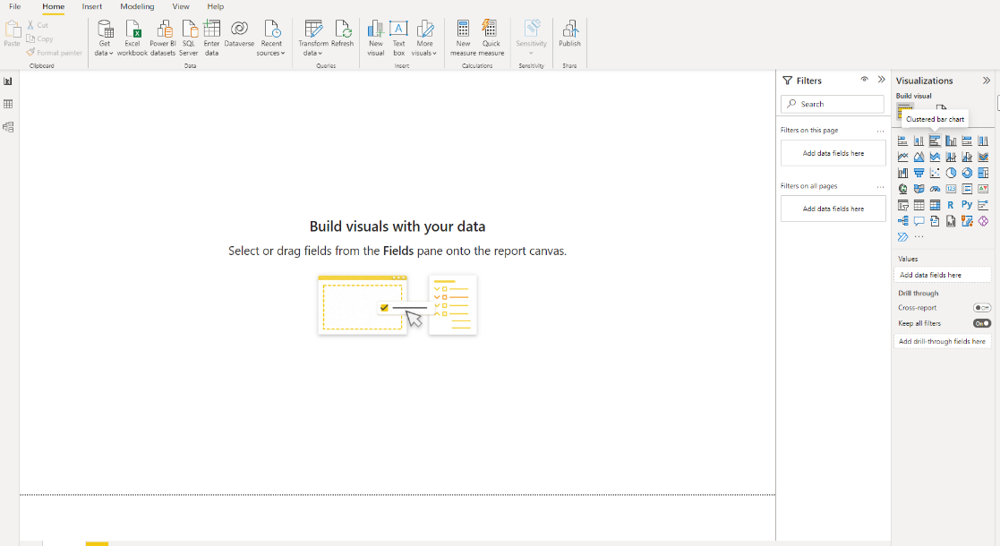 File Home Insert Modeling View Help
Paste
Cut
Copy
Format painter
Clipboard
Get
data
Excel
workbook
Power BI
datasets
SQL
Server
Enter
data
Dataverse
Recent
sources
Data
Transform
data
Refresh
Queries
New
visual
Text
box
More
visuals
Insert
New
measure
Quick
measure
Calculations
Sensitivity
Sensitivity
Publish
Share
Build visuals with your data
Select or drag fields from the Fields pane onto the report canvas.
Filters
Search
Filters on this page
Add data fields here
Filters on all pages
Add data fields here
Visualizations
Build visual
Clustered bar chart
123
R Py
Values
Add data fields here
Drill through
Cross-report Off
Keep all filters On
Add drill-through fields here